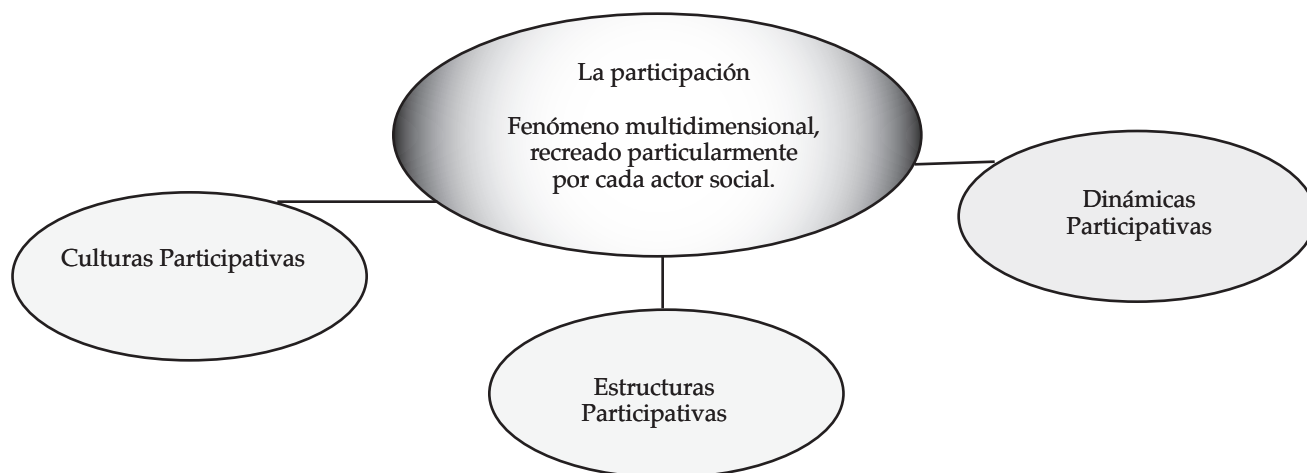 La participación
Fenómeno multidimensional,
recreado particularmente
por cada actor social.
Culturas Participativas
Dinámicas
Participativas
Estructuras
Participativas